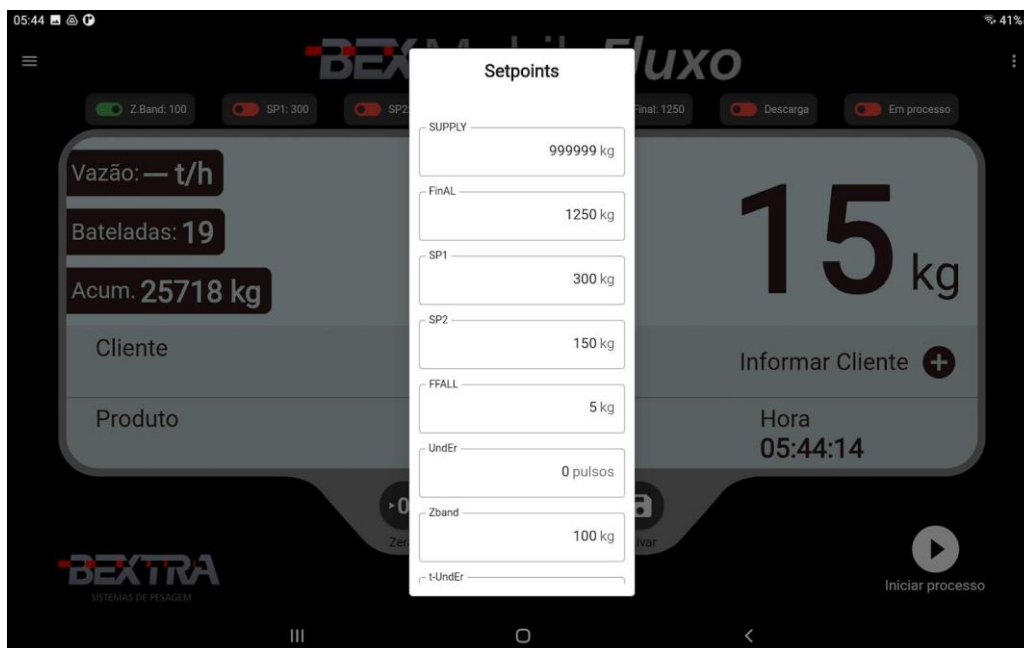 05:44
41%
BEX
Fluxo
Setpoints
Z.Band: 100
SP1: 300
SP2
Final: 1250
Descarga
Em processo
SUPPLY
999999 kg
FinAL
1250 kg
SP1
300 kg
SP2
150 kg
FFALL
5 kg
UndEr
0 pulsos
Zband
100 kg
t-UndEr
Vazão: — t/h
Bateladas: 19
Acum. 25718 kg
15 kg
Cliente
Informar Cliente
Produto
Hora
05:44:14
BEXTRA
SISTEMAS DE PESAGEM
Iniciar processo